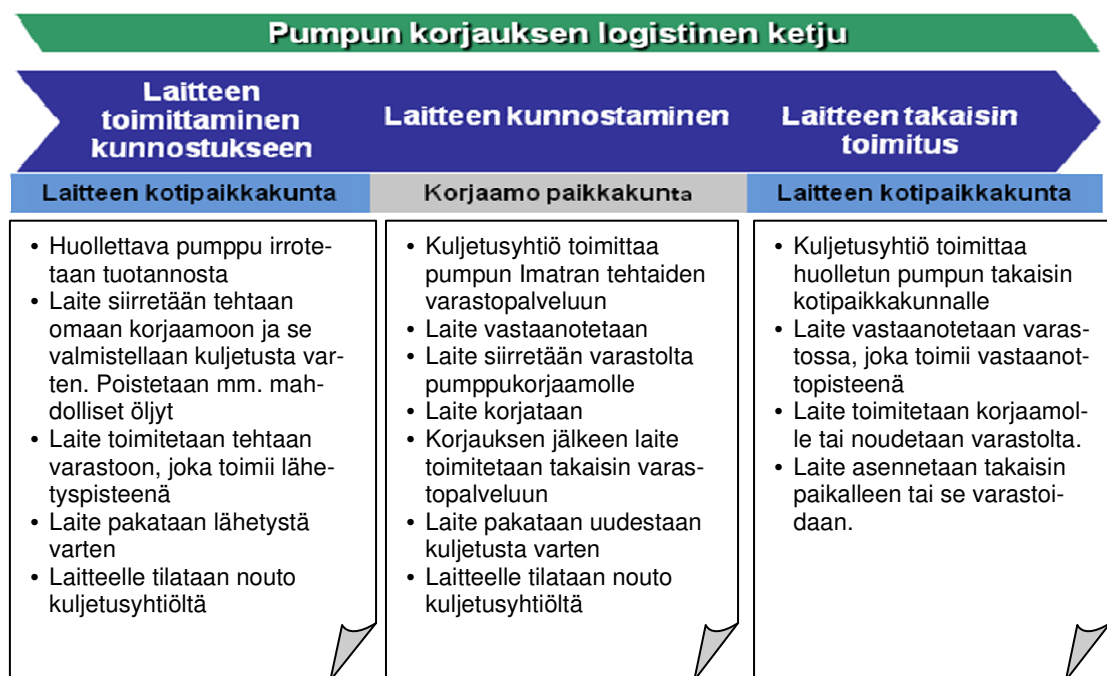 Pumpun korjauksen logistinen ketju
Laitteen
toimittaminen
kunnostukseen
Laitteen kunnostaminen
Laitteen takaisin
toimitus
Laitteen kotipaikkakunta
Korjaamo paikkakunta
Laitteen kotipaikkakunta
• Huollettava pumppu irrote-
taan tuotannosta
• Laite siirretään tehtaan
omaan korjaamoon ja se
valmistellaan kuljetusta var-
ten. Poistetaan mm. mah-
dolliset öljyt
• Laite toimitetaan tehtaan
varastoon, joka toimii lähe-
tyspisteenä
• Laite pakataan lähetystä
varten
• Laitteelle tilataan nouto
kuljetusyhtiöltä
• Kuljetusyhtiö toimittaa
pumpun Imatran tehtaiden
varastopalveluun
• Laite vastaanotetaan
• Laite siirretään varastolta
pumppukorjaamolle
• Laite korjataan
• Korjauksen jälkeen laite
toimitetaan takaisin varas-
topalveluun
• Laite pakataan uudestaan
kuljetusta varten
• Laitteelle tilataan nouto
kuljetusyhtiöltä
• Kuljetusyhtiö toimittaa
huolletun pumpun takaisin
kotipaikkakunnalle
• Laite vastaanotetaan varas-
tossa, joka toimii vastaanot-
topisteenä
• Laite toimitetaan korjaamol-
le tai noudetaan varastolta.
• Laite asennetaan takaisin
paikalleen tai se varastoi-
daan.